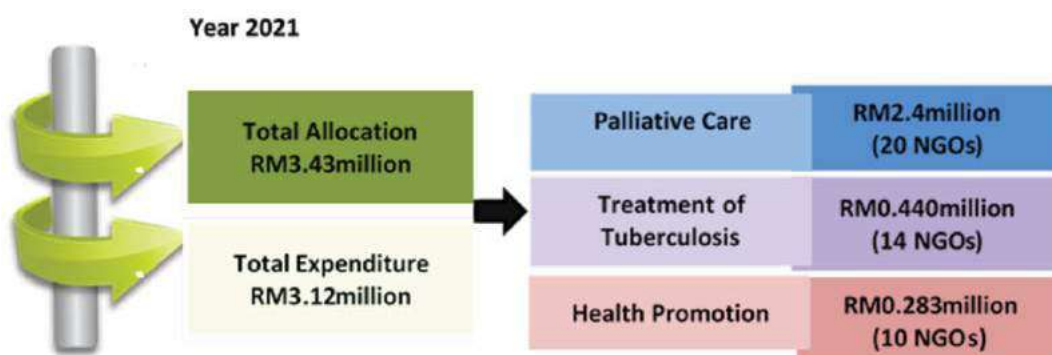 Year 2021
Total Allocation
RM3.43million
Total Expenditure
RM3.12million
Palliative Care
RM2.4million
(20 NGOs)
Treatment of
Tuberculosis
RM0.440million
(14 NGOs)
Health Promotion
RM0.283million
(10 NGOs)